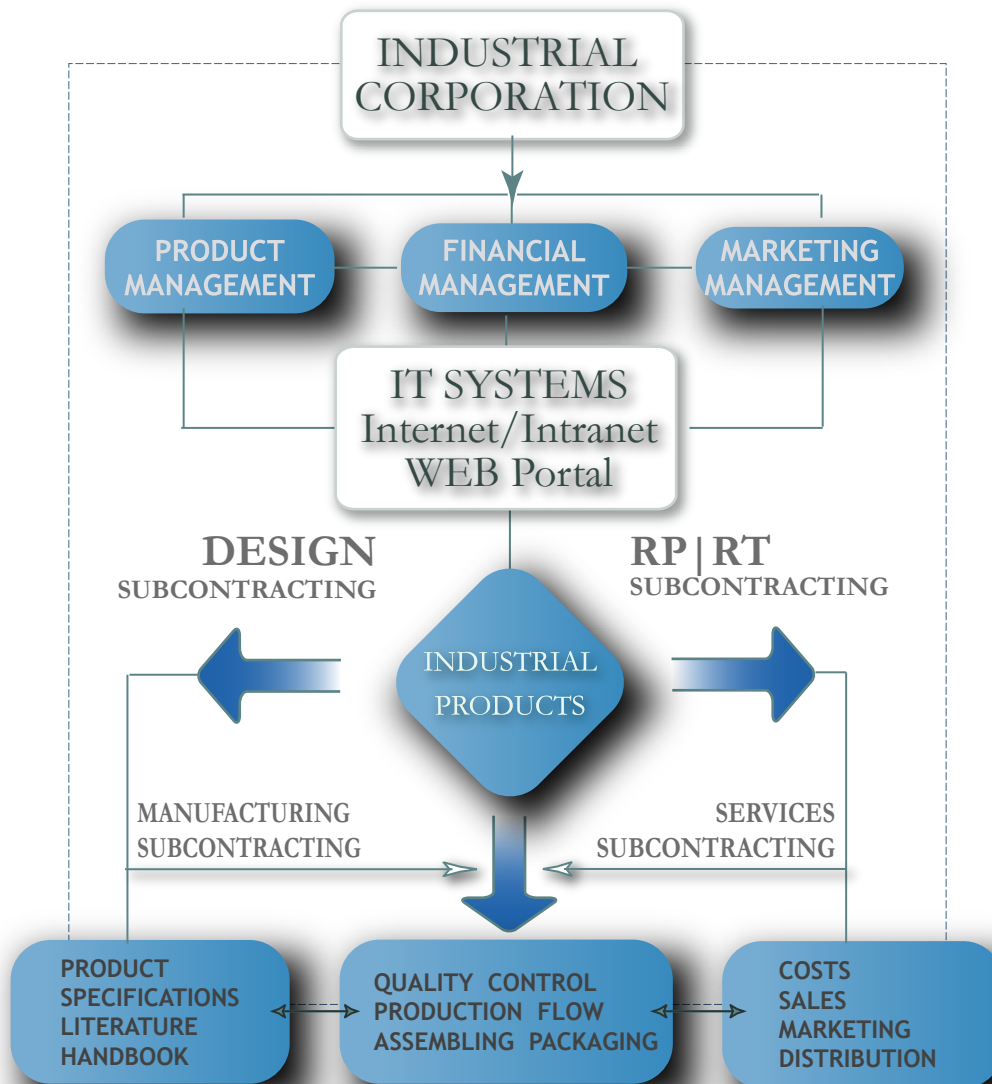 INDUSTRIAL
CORPORATION
PRODUCT
MANAGEMENT
FINANCIAL
MANAGEMENT
MARKETING
MANAGEMENT
IT SYSTEMS
Internet/Intranet
WEB Portal
DESIGN
SUBCONTRACTING
RP|RT
SUBCONTRACTING
INDUSTRIAL
PRODUCTS
MANUFACTURING
SUBCONTRACTING
SERVICES
SUBCONTRACTING
PRODUCT
SPECIFICATIONS
LITERATURE
HANDBOOK
QUALITY CONTROL
PRODUCTION FLOW
ASSEMBLING PACKAGING
COSTS
SALES
MARKETING
DISTRIBUTION